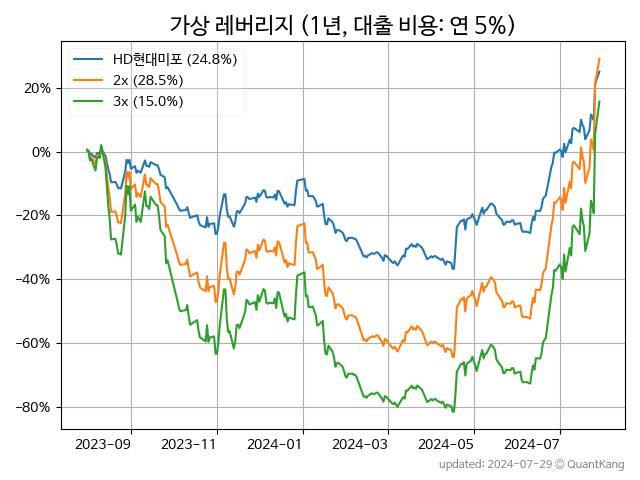 가상 레버리지 (1년, 대출 비용: 연 5%)
HD현대미포 (24.8%)
2x (28.5%)
3x (15.0%)
20%
0%
−20%
−40%
−60%
−80%
2023-09
2023-11
2024-01
2024-03
2024-05
2024-07
updated: 2024-07-29 © QuantKang